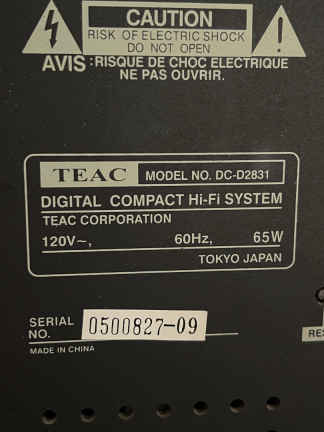 CAUTION
RISK OF ELECTRIC SHOCK
DO NOT OPEN
AVIS : RISQUE DE CHOC ELECTRIQUE
NE PAS OUVRIR.
TEAC MODEL NO. DC-D2831
DIGITAL COMPACT Hi-Fi SYSTEM
TEAC CORPORATION
120V~, 60Hz, 65W
TOKYO JAPAN
SERIAL
NO. 0500827-09
MADE IN CHINA
RES